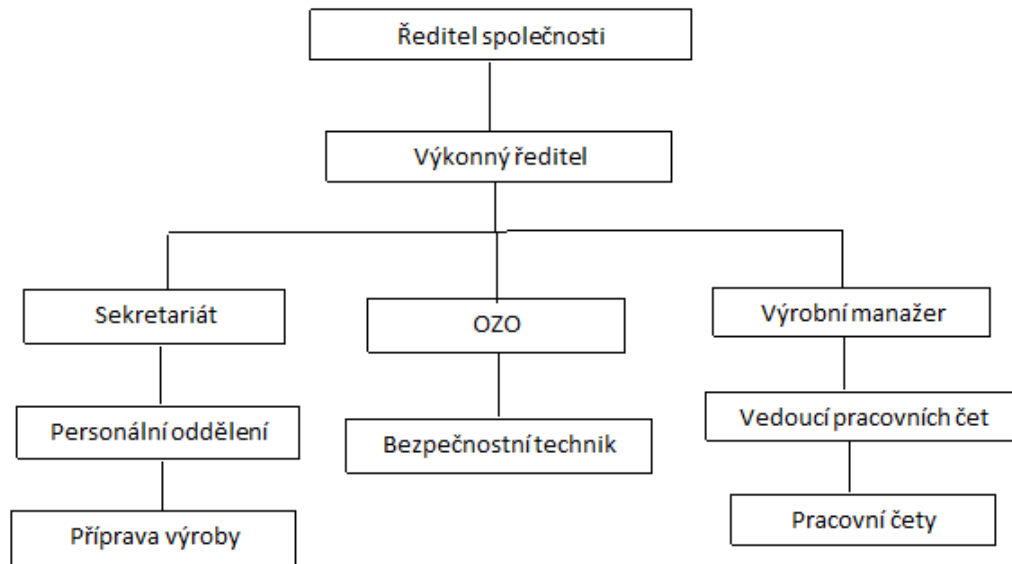 Ředitel společnosti
Výkonný ředitel
Sekretariát
OZO
Výrobní manažer
Personální oddělení
Bezpečnostní technik
Vedoucí pracovních čet
Příprava výroby
Pracovní čety